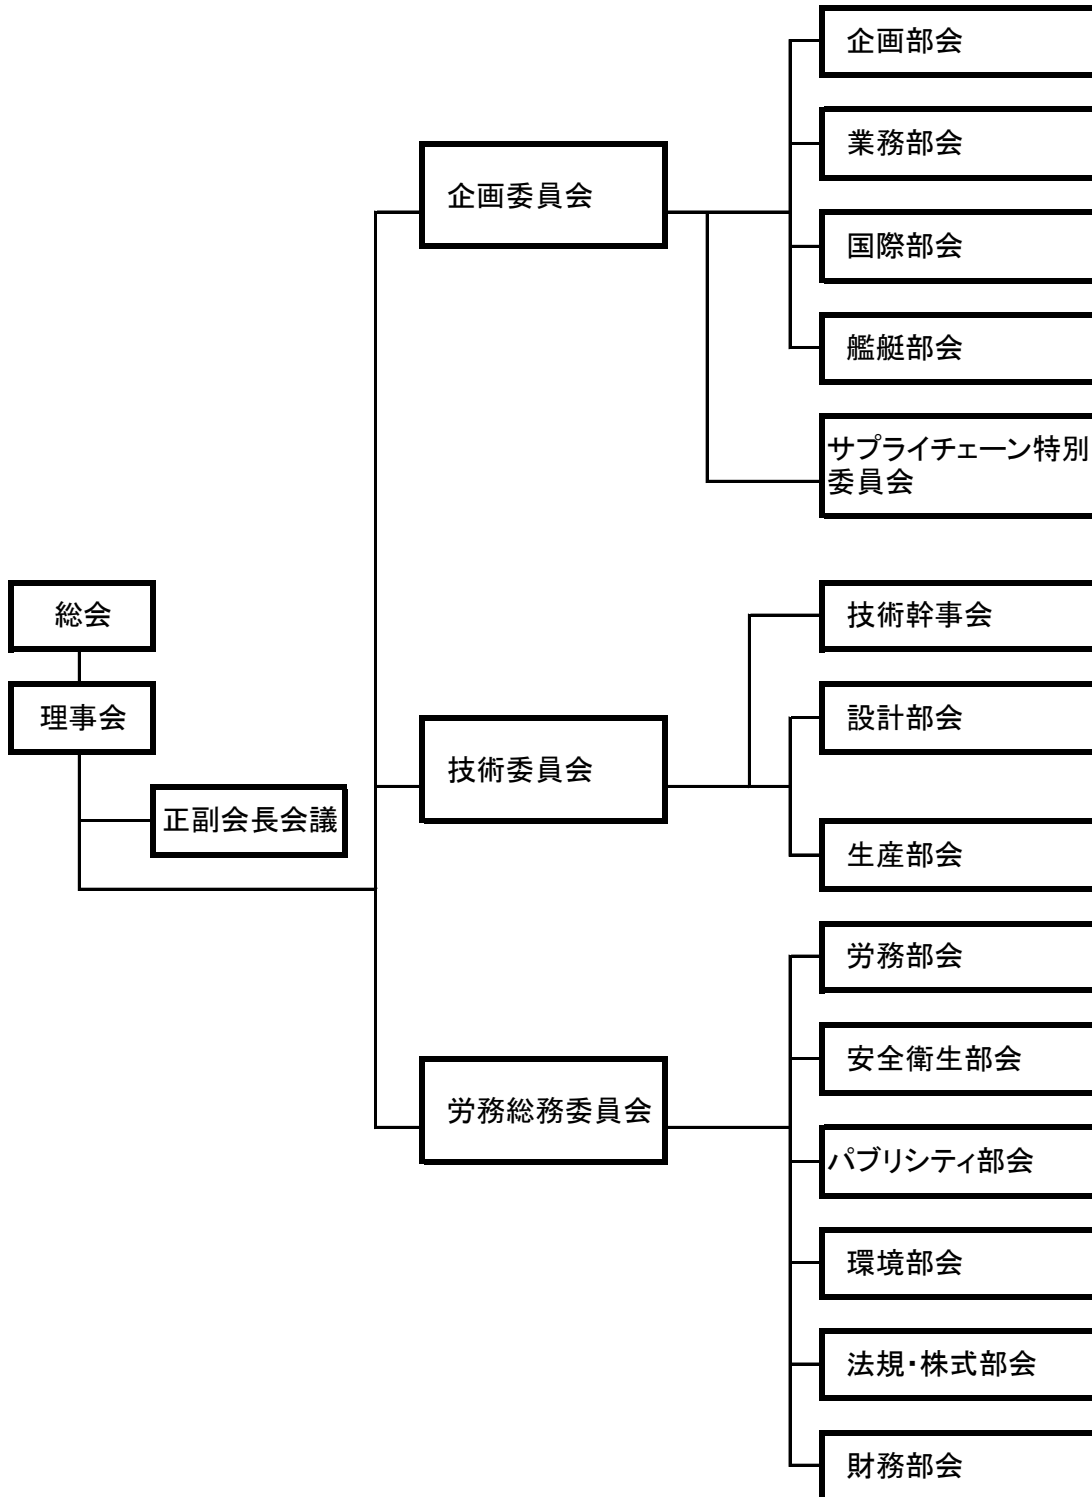 総会
理事会
正副会長会議
企画委員会
企画部会
業務部会
国際部会
艦艇部会
サプライチェーン特別
委員会
技術委員会
技術幹事会
設計部会
生産部会
労務総務委員会
労務部会
安全衛生部会
パブリシティ部会
環境部会
法規・株式部会
財務部会